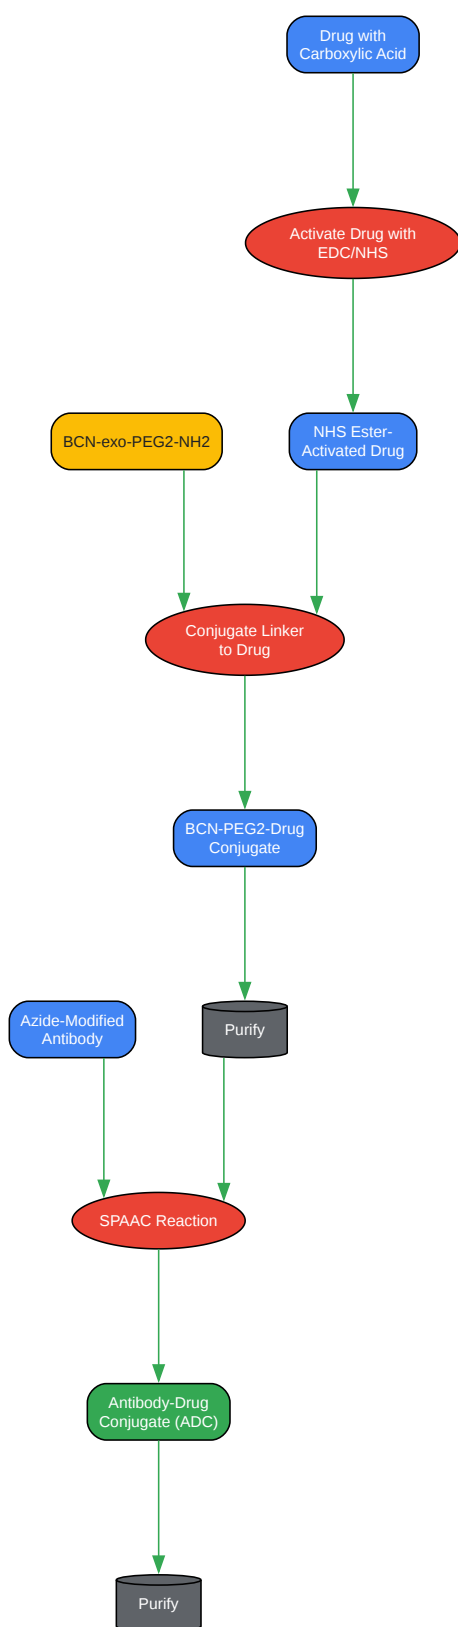 Drug with
Carboxylic Acid
Activate Drug with
EDC/NHS
BCN-exo-PEG2-NH2
NHS Ester-
Activated Drug
Conjugate Linker
to Drug
BCN-PEG2-Drug
Conjugate
Azide-Modified
Antibody
Purify
SPAAC Reaction
Antibody-Drug
Conjugate (ADC)
Purify